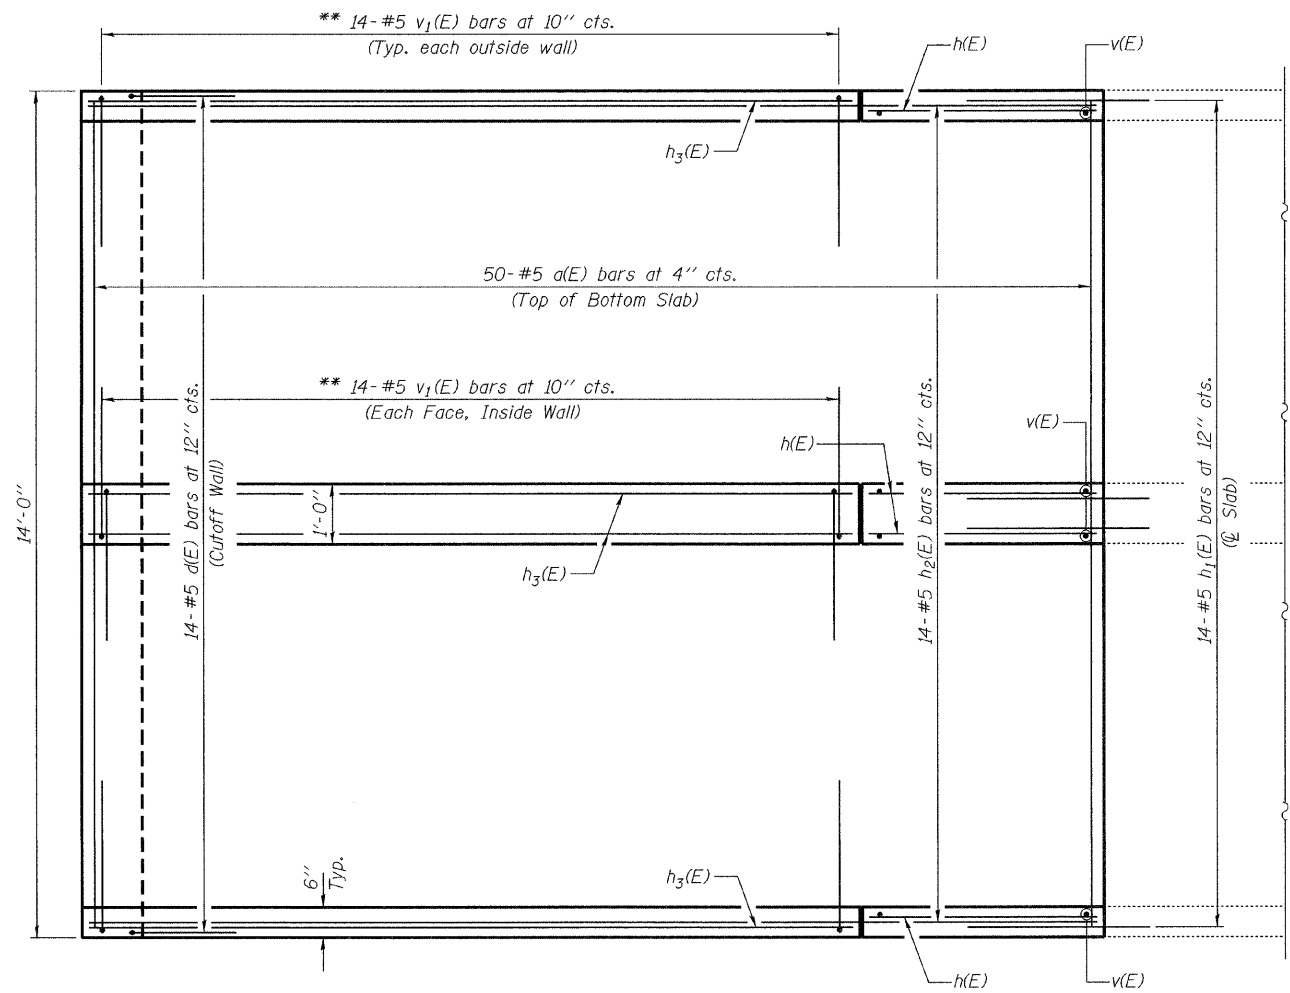 ** 14-#5 v1(E) bars at 10'' cts.
(Typ. each outside wall)
h(E)
v(E)
h3(E)
50-#5 a(E) bars at 4'' cts.
(Top of Bottom Slab)
** 14-#5 v1(E) bars at 10'' cts.
(Each Face, Inside Wall)
v(E)
h(E)
14'-0''
14-#5 d(E) bars at 12'' cts.
(Cutoff Wall)
1'-0''
h3(E)
14-#5 h2(E) bars at 12'' cts.
14-#5 h1(E) bars at 12'' cts.
(℄ Slab)
6''
Typ.
h3(E)
h(E)
v(E)